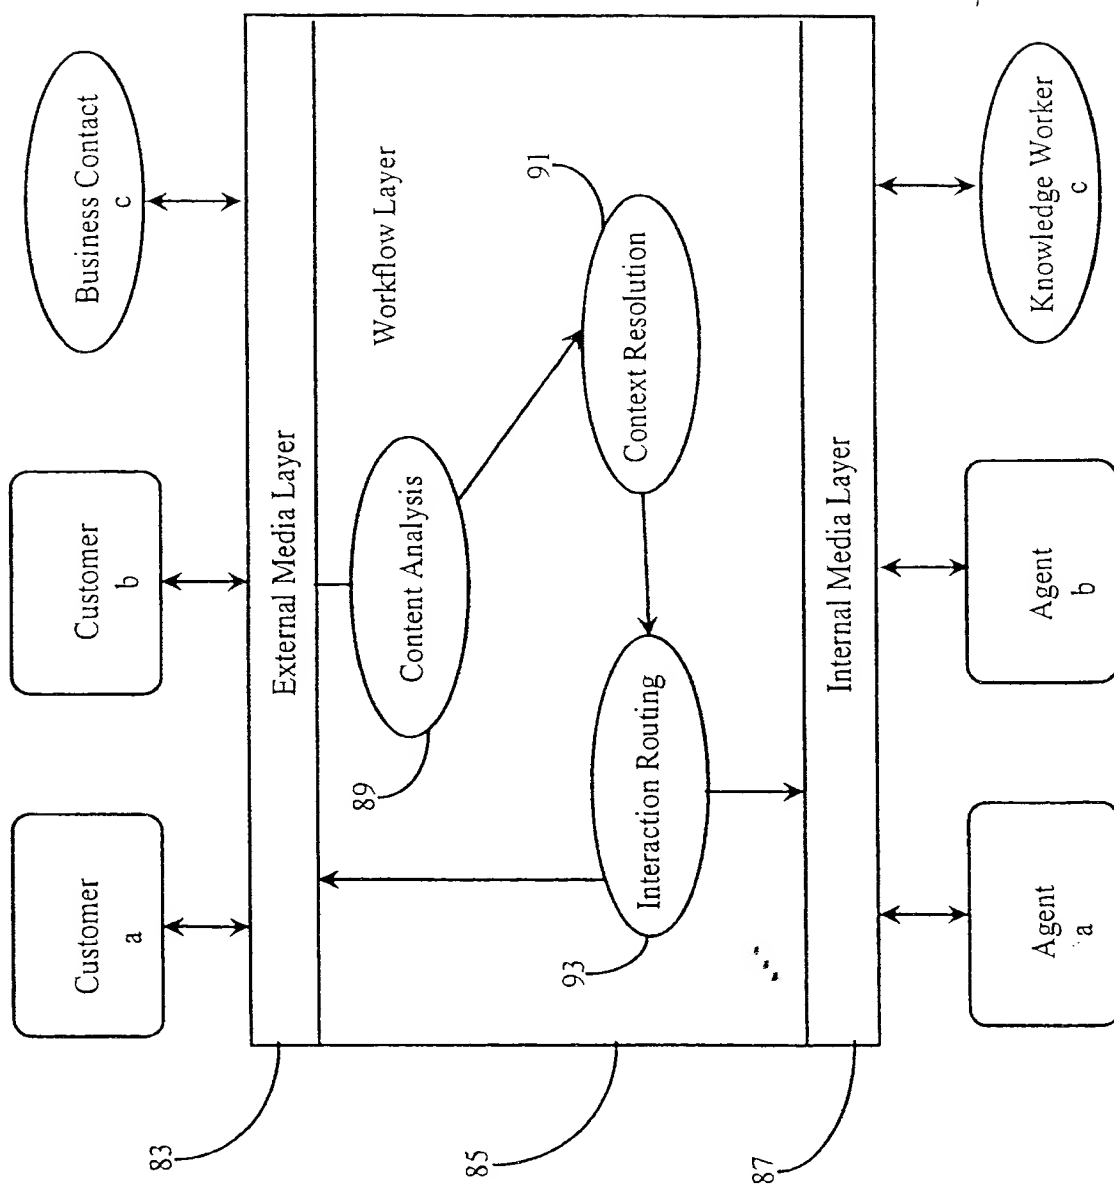 Customer
a
Customer
b
Business Contact
c
83
External Media Layer
Workflow Layer
89
Content Analysis
91
85
Context Resolution
93
Interaction Routing
87
Internal Media Layer
Agent
a
Agent
b
Knowledge Worker
c